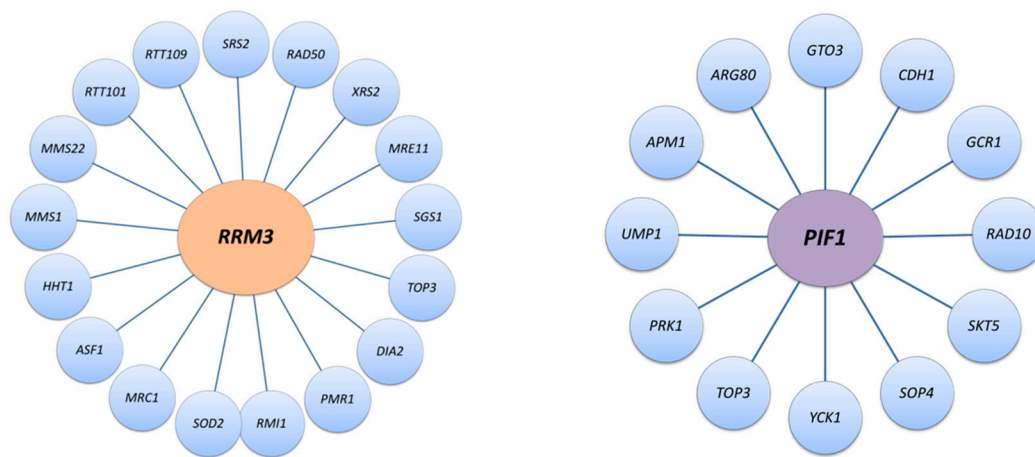 SRS2
RAD50
XRS2
MRE11
SGS1
TOP3
DIA2
PMR1
RMI1
SOD2
MRC1
ASF1
HHT1
MMS1
MMS22
RTT101
RTT109
RRM3
GTO3
CDH1
GCR1
RAD10
SKT5
SOP4
YCK1
TOP3
PRK1
UMP1
APM1
ARG80
PIF1